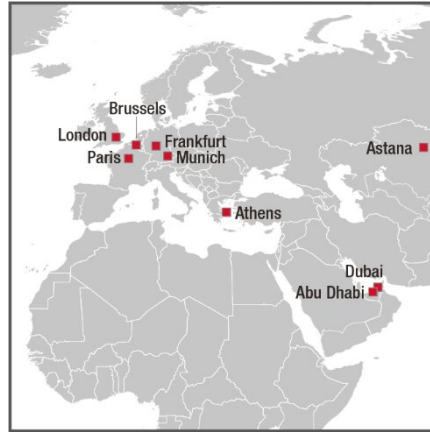 Brussels
London
Frankfurt
Paris
Munich
Astana
Athens
Dubai
Abu Dhabi